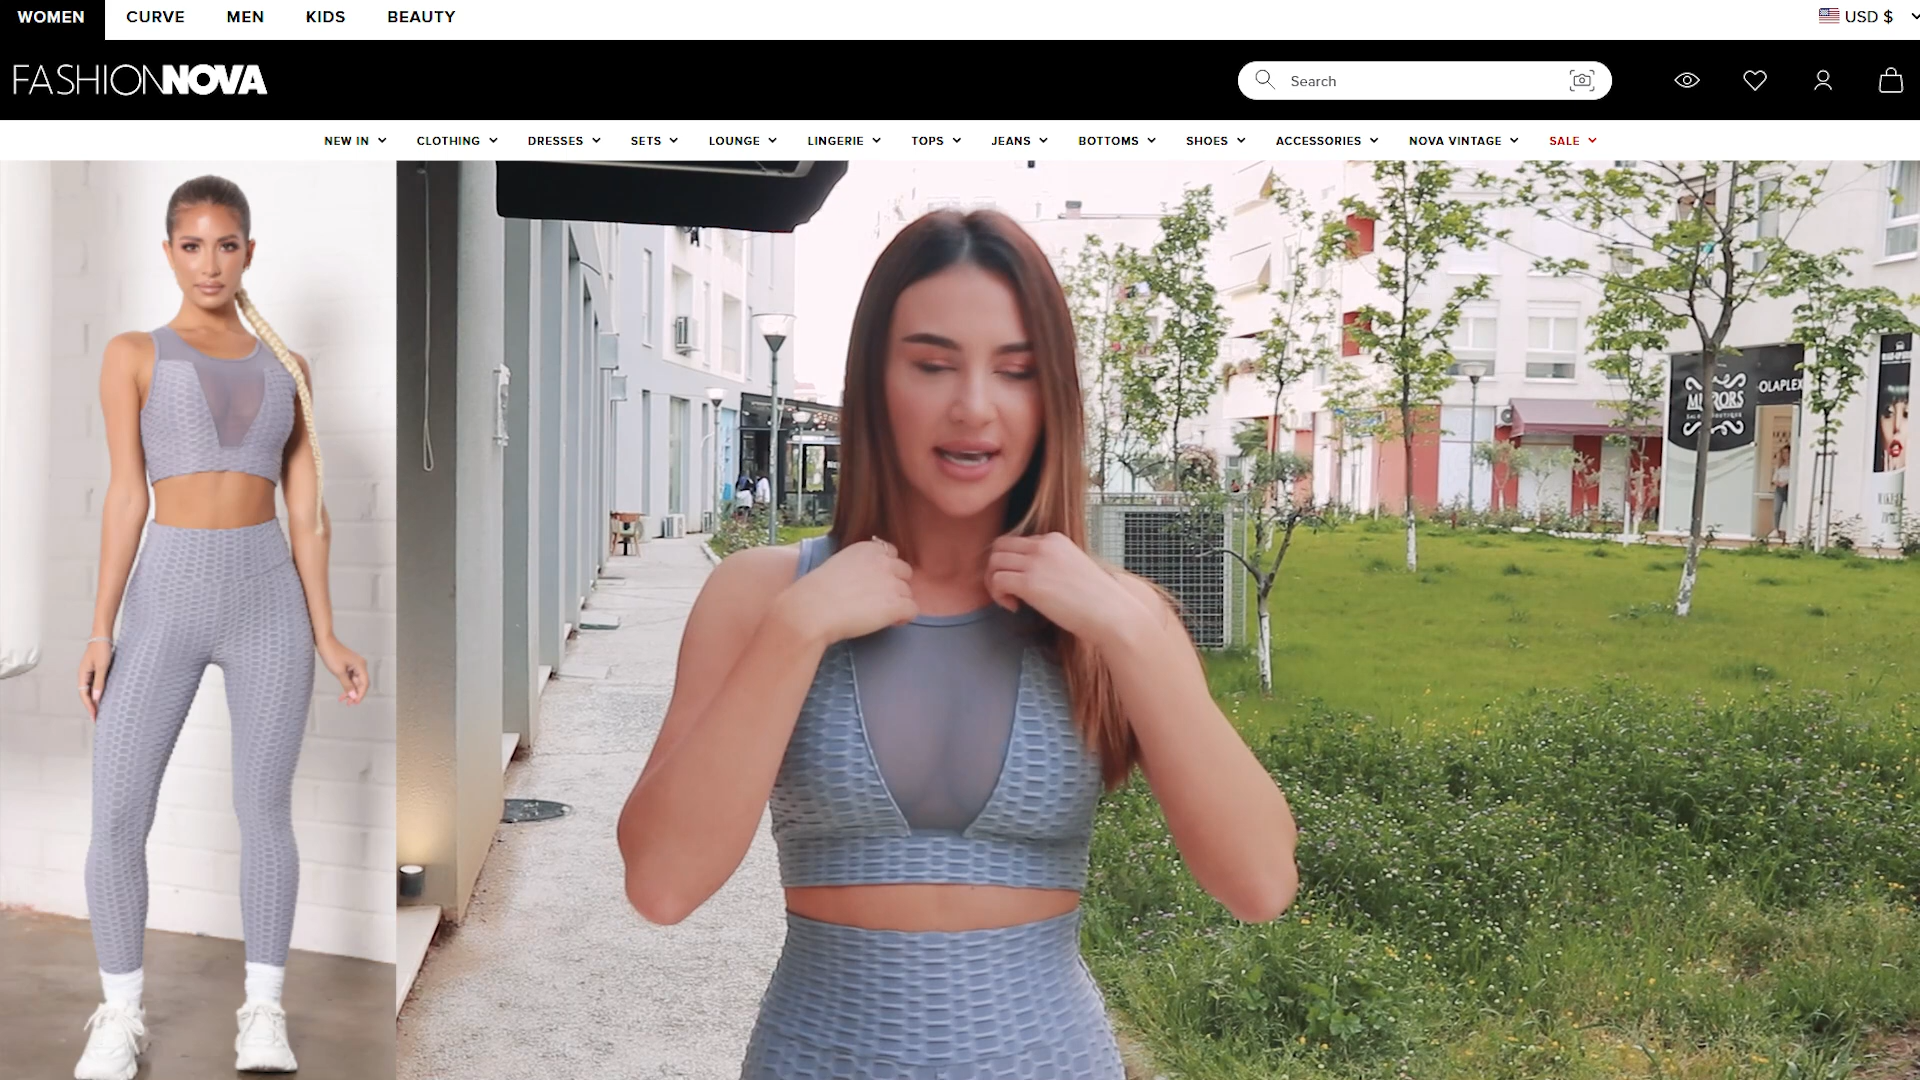 WOMEN CURVE MEN KIDS BEAUTY USD $
FASHIONNOVA Search
NEW IN CLOTHING DRESSES SETS LOUNGE LINGERIE TOPS JEANS BOTTOMS SHOES ACCESSORIES NOVA VINTAGE SALE
OLAPLEX
MIRRORS